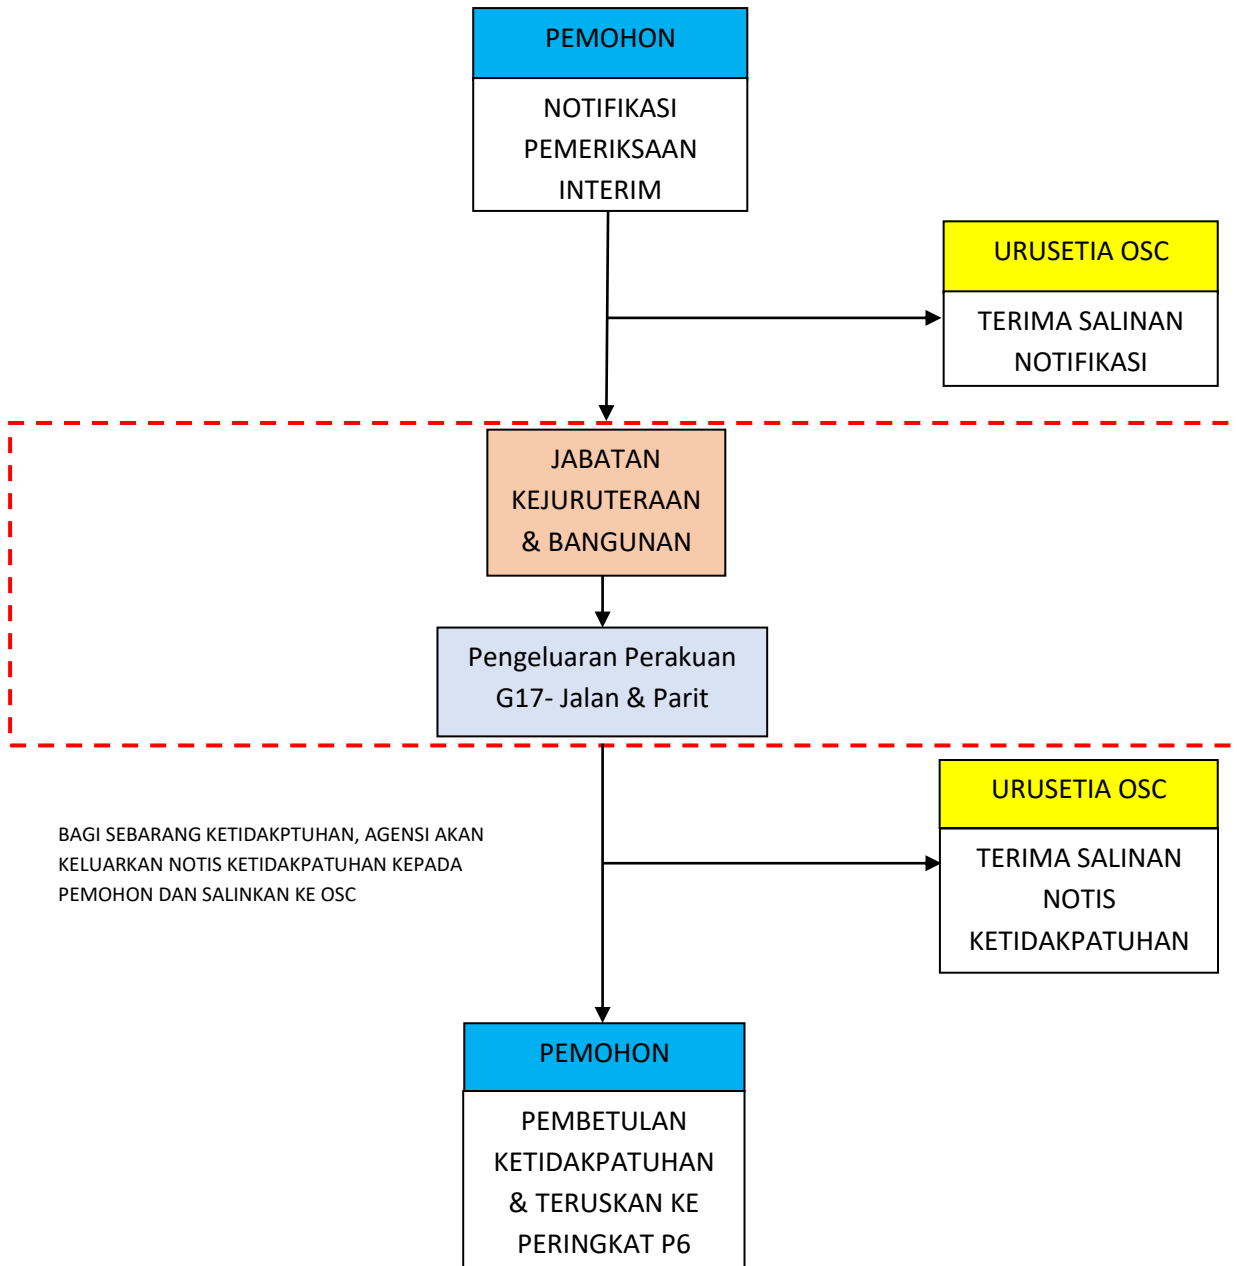 PEMOHON
NOTIFIKASI
PEMERIKSAAN
INTERIM
URUSETIA OSC
TERIMA SALINAN
NOTIFIKASI
JABATAN
KEJURUTERAAN
& BANGUNAN
Pengeluaran Perakuan
G17- Jalan & Parit
BAGI SEBARANG KETIDAKPTUHAN, AGENSI AKAN
KELUARKAN NOTIS KETIDAKPATUHAN KEPADA
PEMOHON DAN SALINKAN KE OSC
URUSETIA OSC
TERIMA SALINAN
NOTIS
KETIDAKPATUHAN
PEMOHON
PEMBETULAN
KETIDAKPATUHAN
& TERUSKAN KE
PERINGKAT P6